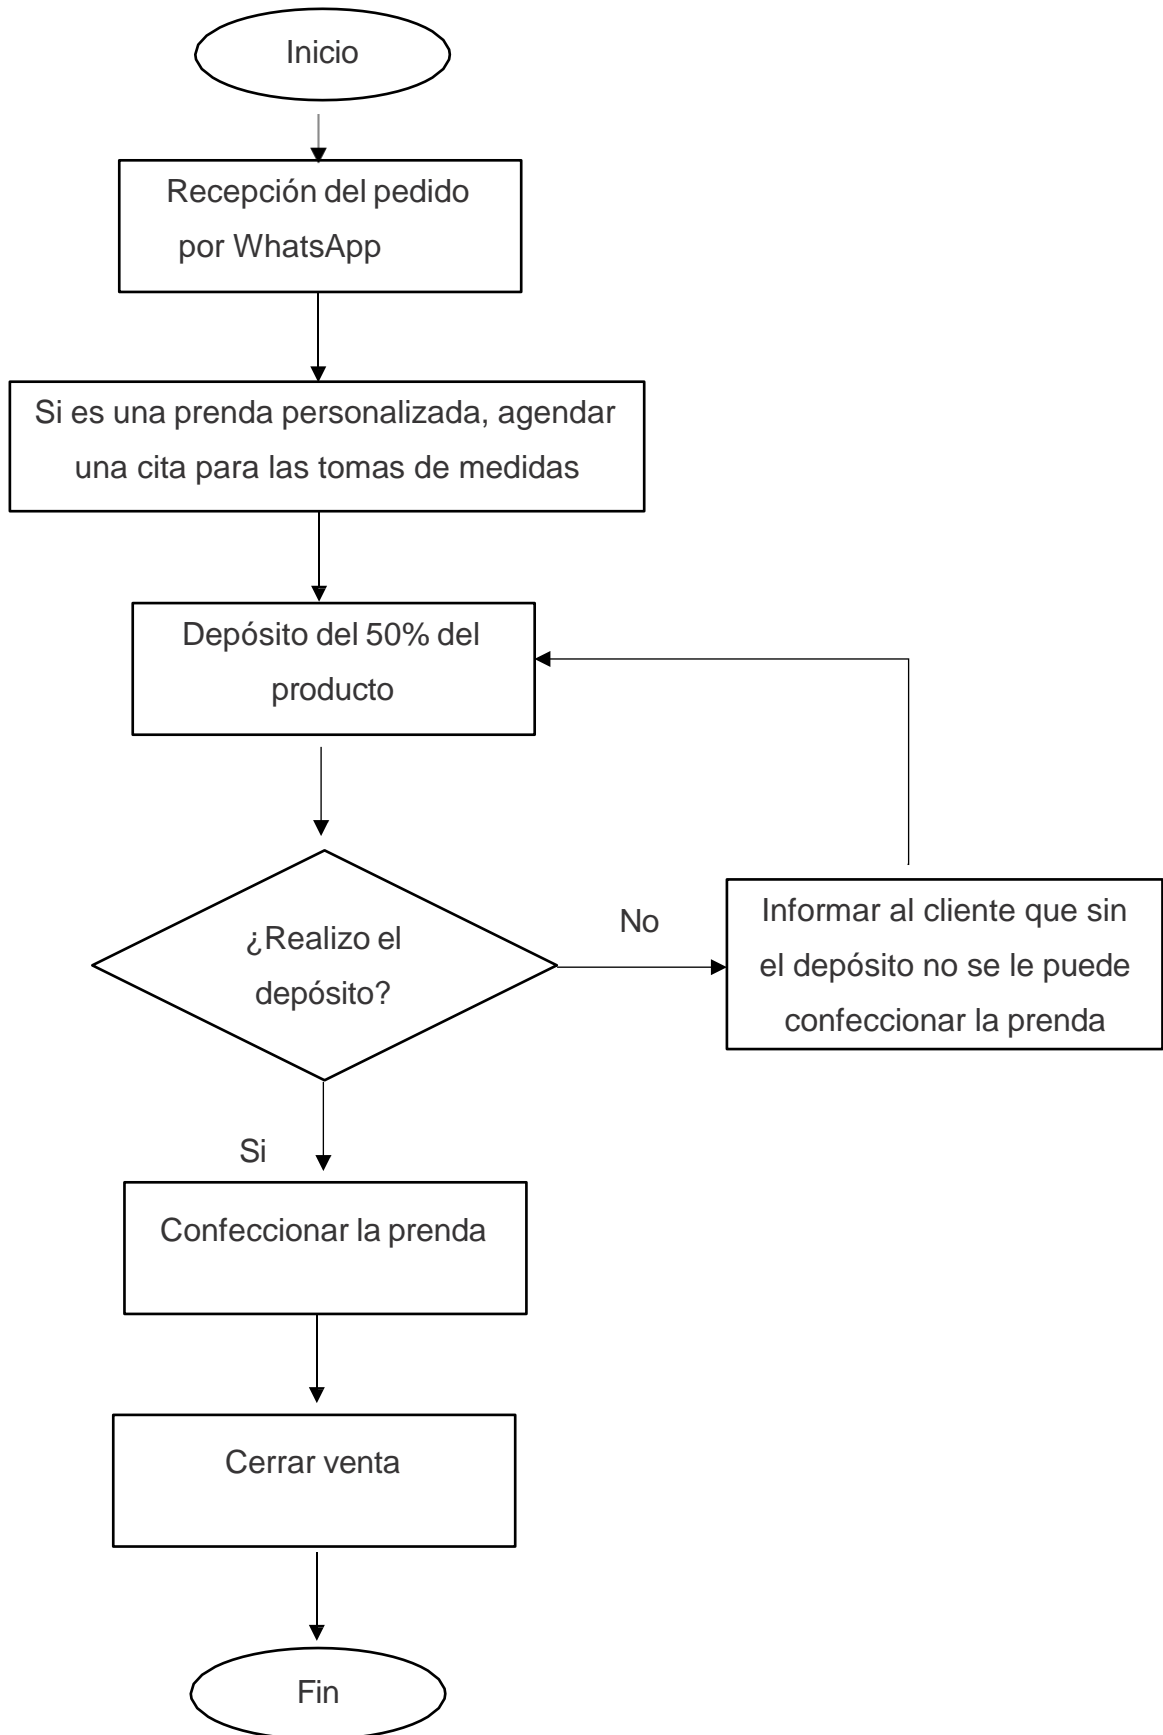 Inicio
Recepción del pedido
por WhatsApp
Si es una prenda personalizada, agendar
una cita para las tomas de medidas
Depósito del 50% del
producto
¿Realizo el
depósito?
No
Informar al cliente que sin
el depósito no se le puede
confeccionar la prenda
Si
Confeccionar la prenda
Cerrar venta
Fin